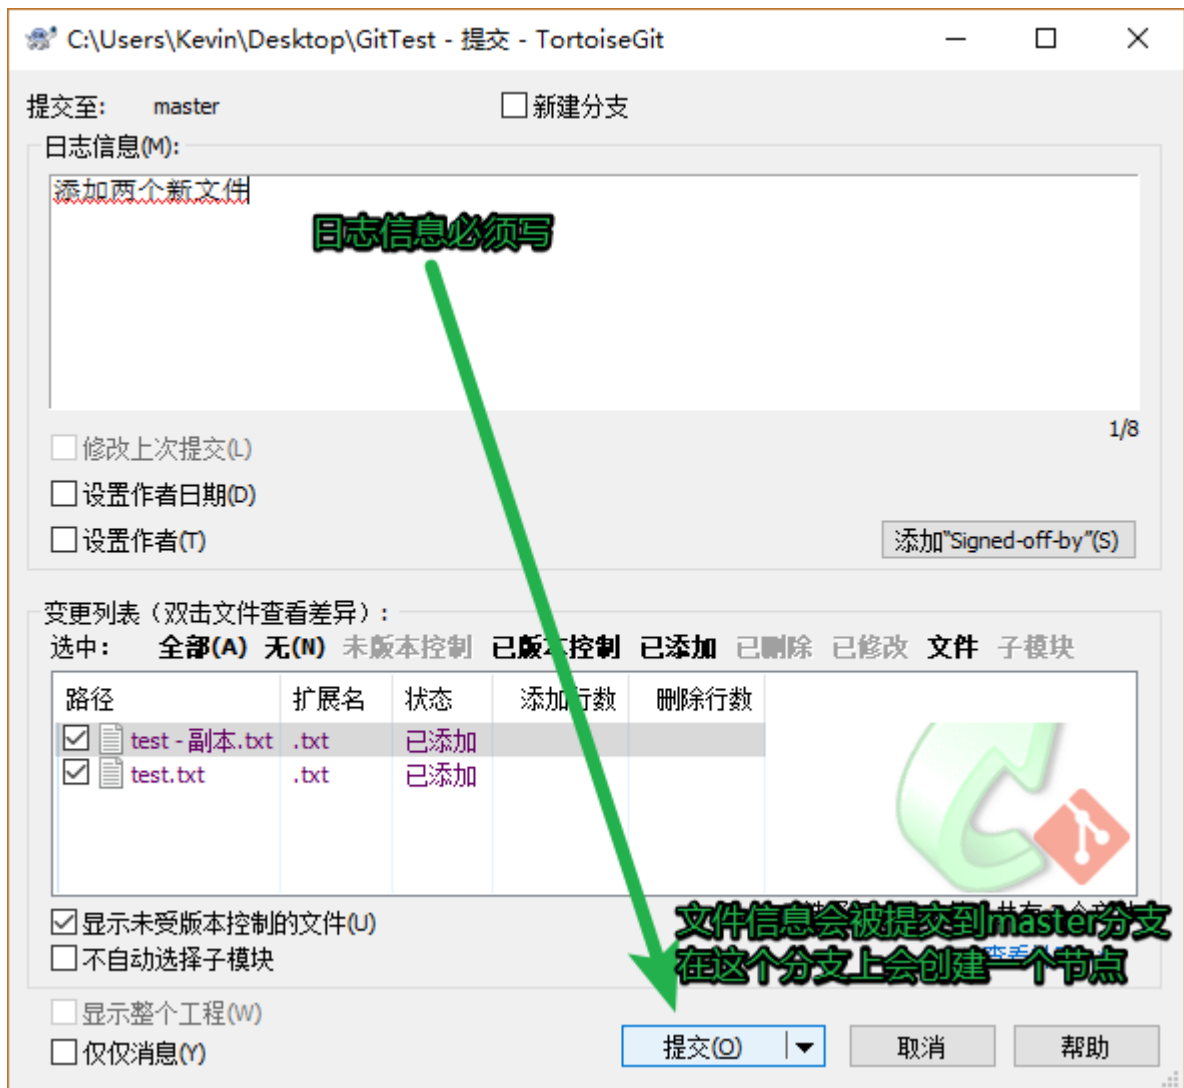 C:\Users\Kevin\Desktop\GitTest - 提交 - TortoiseGit
提交至: master 新建分支
日志信息(M):
添加两个新文件
日志信息必须写
1/8
修改上次提交(L)
设置作者日期(D)
设置作者(T)
添加"Signed-off-by"(S)
变更列表（双击文件查看差异）:
选中: 全部(A) 无(N) 未版本控制 已版本控制 已添加 已删除 已修改 文件 子模块
路径 扩展名 状态 添加行数 删除行数
test - 副本.txt .txt 已添加
test.txt .txt 已添加
显示未受版本控制的文件(U)
文件信息会被提交到master分支
不自动选择子模块
在这个分支上会创建一个节点
显示整个工程(W)
仅仅消息(Y)
提交(O) 取消 帮助